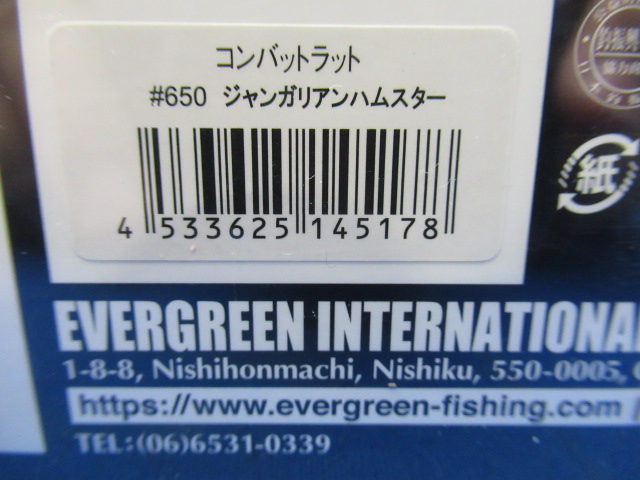 コンバットラット
#650 ジャンガリアンハムスター
4 533625 145178
紙
EVERGREEN INTERNATIONAL
1-8-8, Nishihonmachi, Nishiku, 550-0005,
https://www.evergreen-fishing.com
TEL:(06)6531-0339